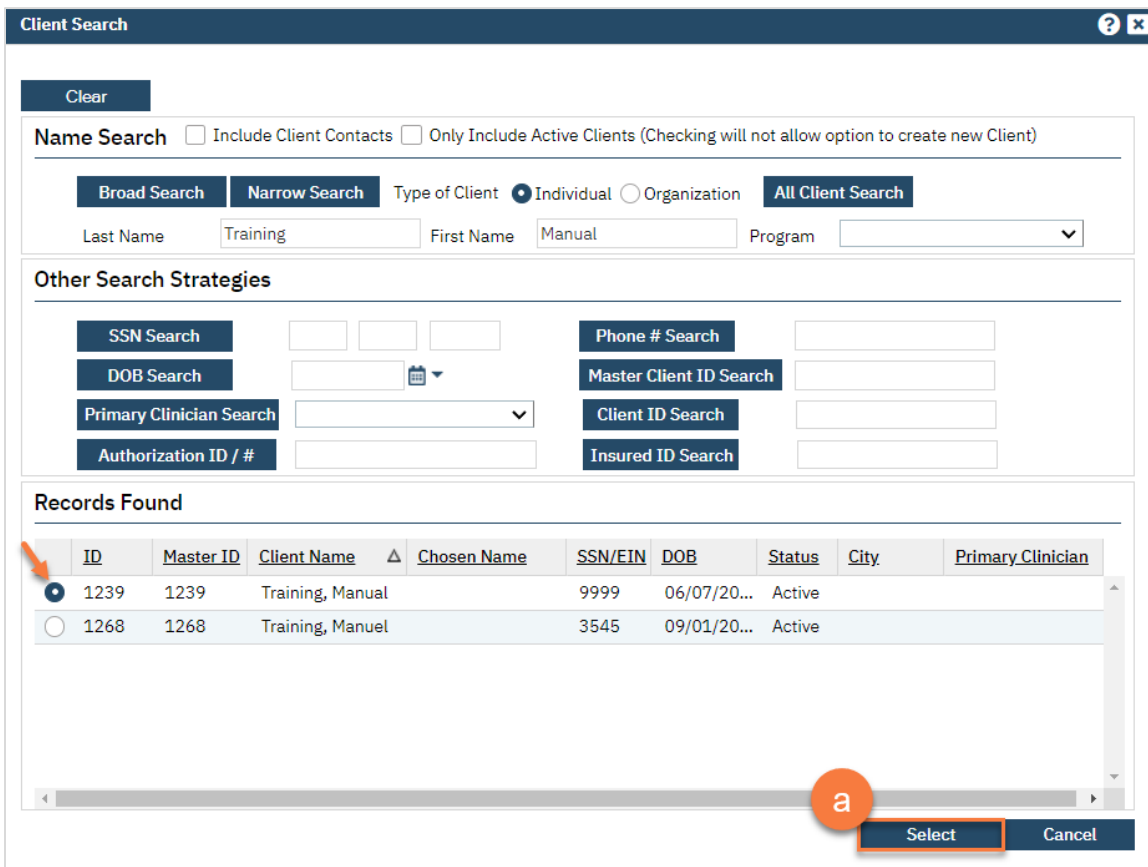 Client Search
Clear
Name Search Include Client Contacts Only Include Active Clients (Checking will not allow option to create new Client)
Broad Search Narrow Search Type of Client Individual Organization All Client Search
Last Name Training First Name Manual Program
Other Search Strategies
SSN Search Phone # Search
DOB Search Master Client ID Search
Primary Clinician Search Client ID Search
Authorization ID / # Insured ID Search
Records Found
ID Master ID Client Name Chosen Name SSN/EIN DOB Status City Primary Clinician
1239 1239 Training, Manual 9999 06/07/20... Active
1268 1268 Training, Manuel 3545 09/01/20... Active
a
Select Cancel